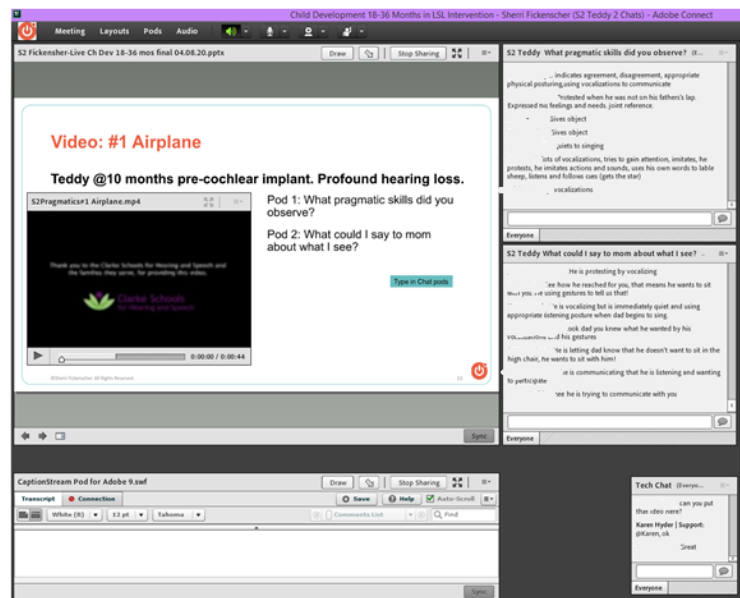 Child Development 18-36 Months in LSL Intervention - Sherri Fickenscher (S2 Teddy 2 Chats) - Adobe Connect
Meeting Layouts Pods Audio
S2 Fickensher-Live Ch Dev 18-36 mos final 04.08.20.pptx
Draw
Stop Sharing
Video: #1 Airplane
Teddy @10 months pre-cochlear implant. Profound hearing loss.
S2Pragmatics#1 Airplane.mp4
Thank you to the Clarke Schools for Hearing and Speech and
the families they serve, for providing this video.
Clarke Schools
for Hearing and Speech
0:00:00 / 0:00:44
Pod 1: What pragmatic skills did you
observe?
Pod 2: What could I say to mom
about what I see?
Type in Chat pods
©Sherri Fickenscher. All Rights Reserved.
13
Sync
S2 Teddy What pragmatic skills did you observe? (E...
... indicates agreement, disagreement, appropriate
physical posturing,using vocalizations to communicate
Protested when he was not on his father's lap.
Expressed his feelings and needs. joint reference.
Gives object
Gives object
quiets to singing
lots of vocalizations, tries to gain attention, imitates, he
protests, he imitates actions and sounds, uses his own words to lable
sheep, listens and follows cues (gets the star)
vocalizations
Everyone
S2 Teddy What could I say to mom about what I see? ...
He is protesting by vocalizing
see how he reached for you, that means he wants to sit
with you. He using gestures to tell us that!
He is vocalizing but is immediately quiet and using
appropriate listening posture when dad begins to sing.
Look dad you knew what he wanted by his
vocalizations and his gestures
He is letting dad know that he doesn't want to sit in the
high chair, he wants to sit with him!
He is communicating that he is listening and wanting
to participate
see he is trying to communicate with you
Everyone
CaptionStream Pod for Adobe 9.swf
Draw
Stop Sharing
Transcript Connection
Save Help Auto-Scroll
White (B) 12 pt Tahoma
Comments List Find
Sync
Tech Chat (Everyo...
can you put
that video here?
Karen Hyder | Support:
@Karen, ok
Great
Everyone